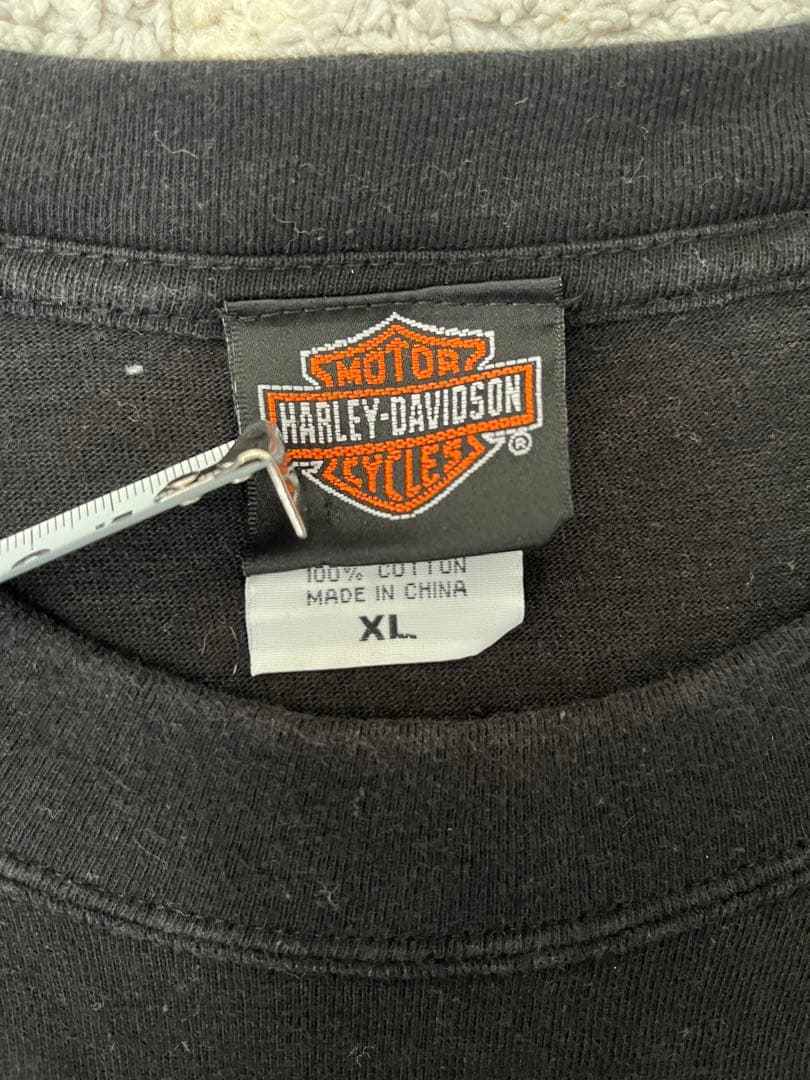 MOTOR
HARLEY-DAVIDSON
CYCLES
®
100% COTTON
MADE IN CHINA
XL